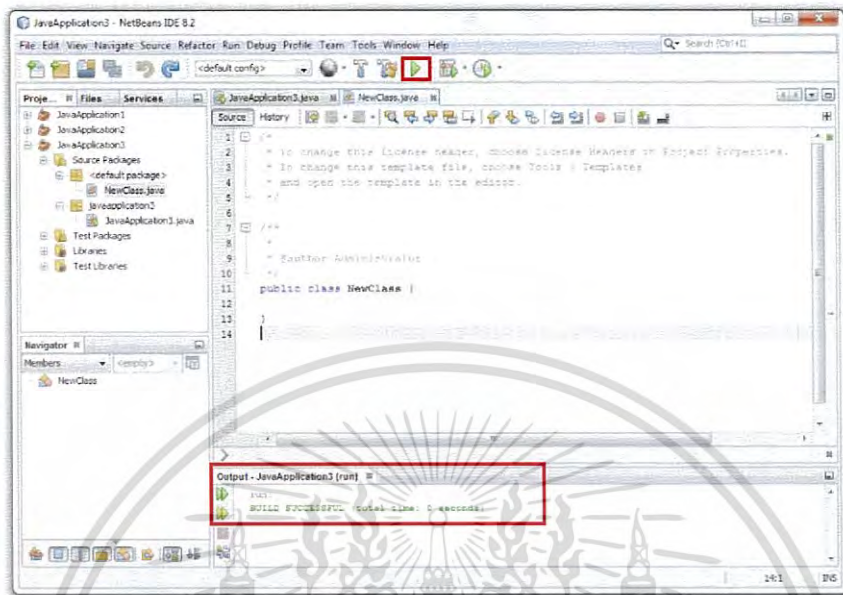 JavaApplication3 - NetBeans IDE 8.2
File Edit View Navigate Source Refactor Run Debug Profile Team Tools Window Help
Search (Ctrl+I)
<default config>
Proje... Files Services
JavaApplication1
JavaApplication2
JavaApplication3
Source Packages
<default package>
NewClass.java
javaapplication3
JavaApplication3.java
Test Packages
Libraries
Test Libraries
JavaApplication3.java NewClass.java
Source History
1 /*
2 * To change this license header, choose License Headers in Project Properties.
3 * To change this template file, choose Tools | Templates
4 * and open the template in the editor.
5 */
6
7 /**
8 *
9 * @author Administrator
10 */
11 public class NewClass {
12
13 }
14
Navigator
Members <empty>
NewClass
Output - JavaApplication3 (run)
run:
BUILD SUCCESSFUL (total time: 0 seconds)
14:1 INS